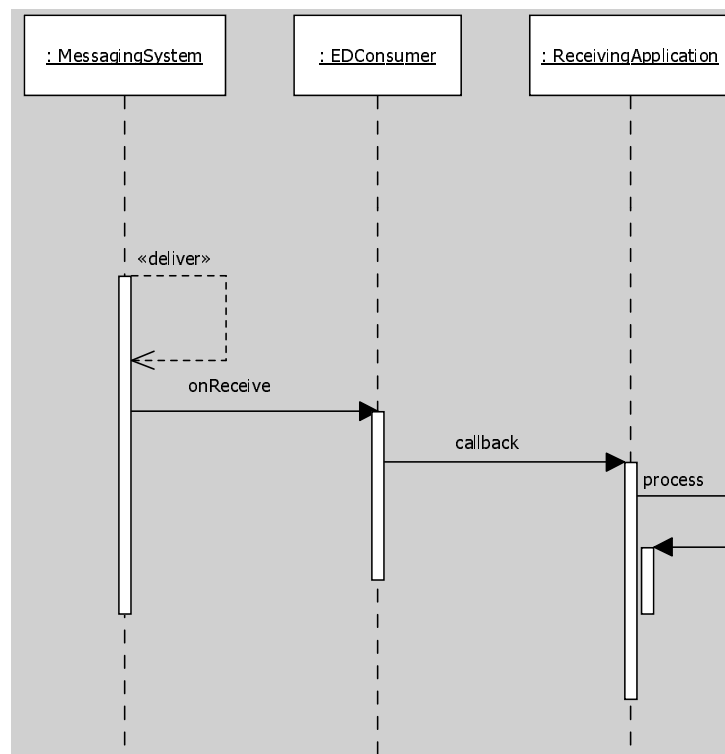 : MessagingSystem
: EDConsumer
: ReceivingApplication
«deliver»
onReceive
callback
process